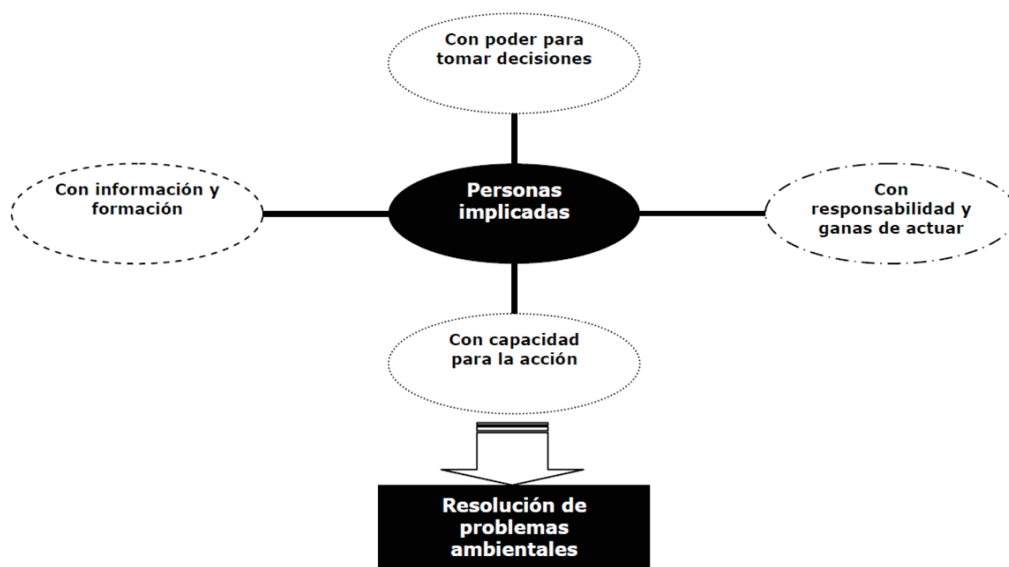 Con poder para
tomar decisiones
Con información y
formación
Personas
implicadas
Con
responsabilidad y
ganas de actuar
Con capacidad
para la acción
Resolución de
problemas
ambientales